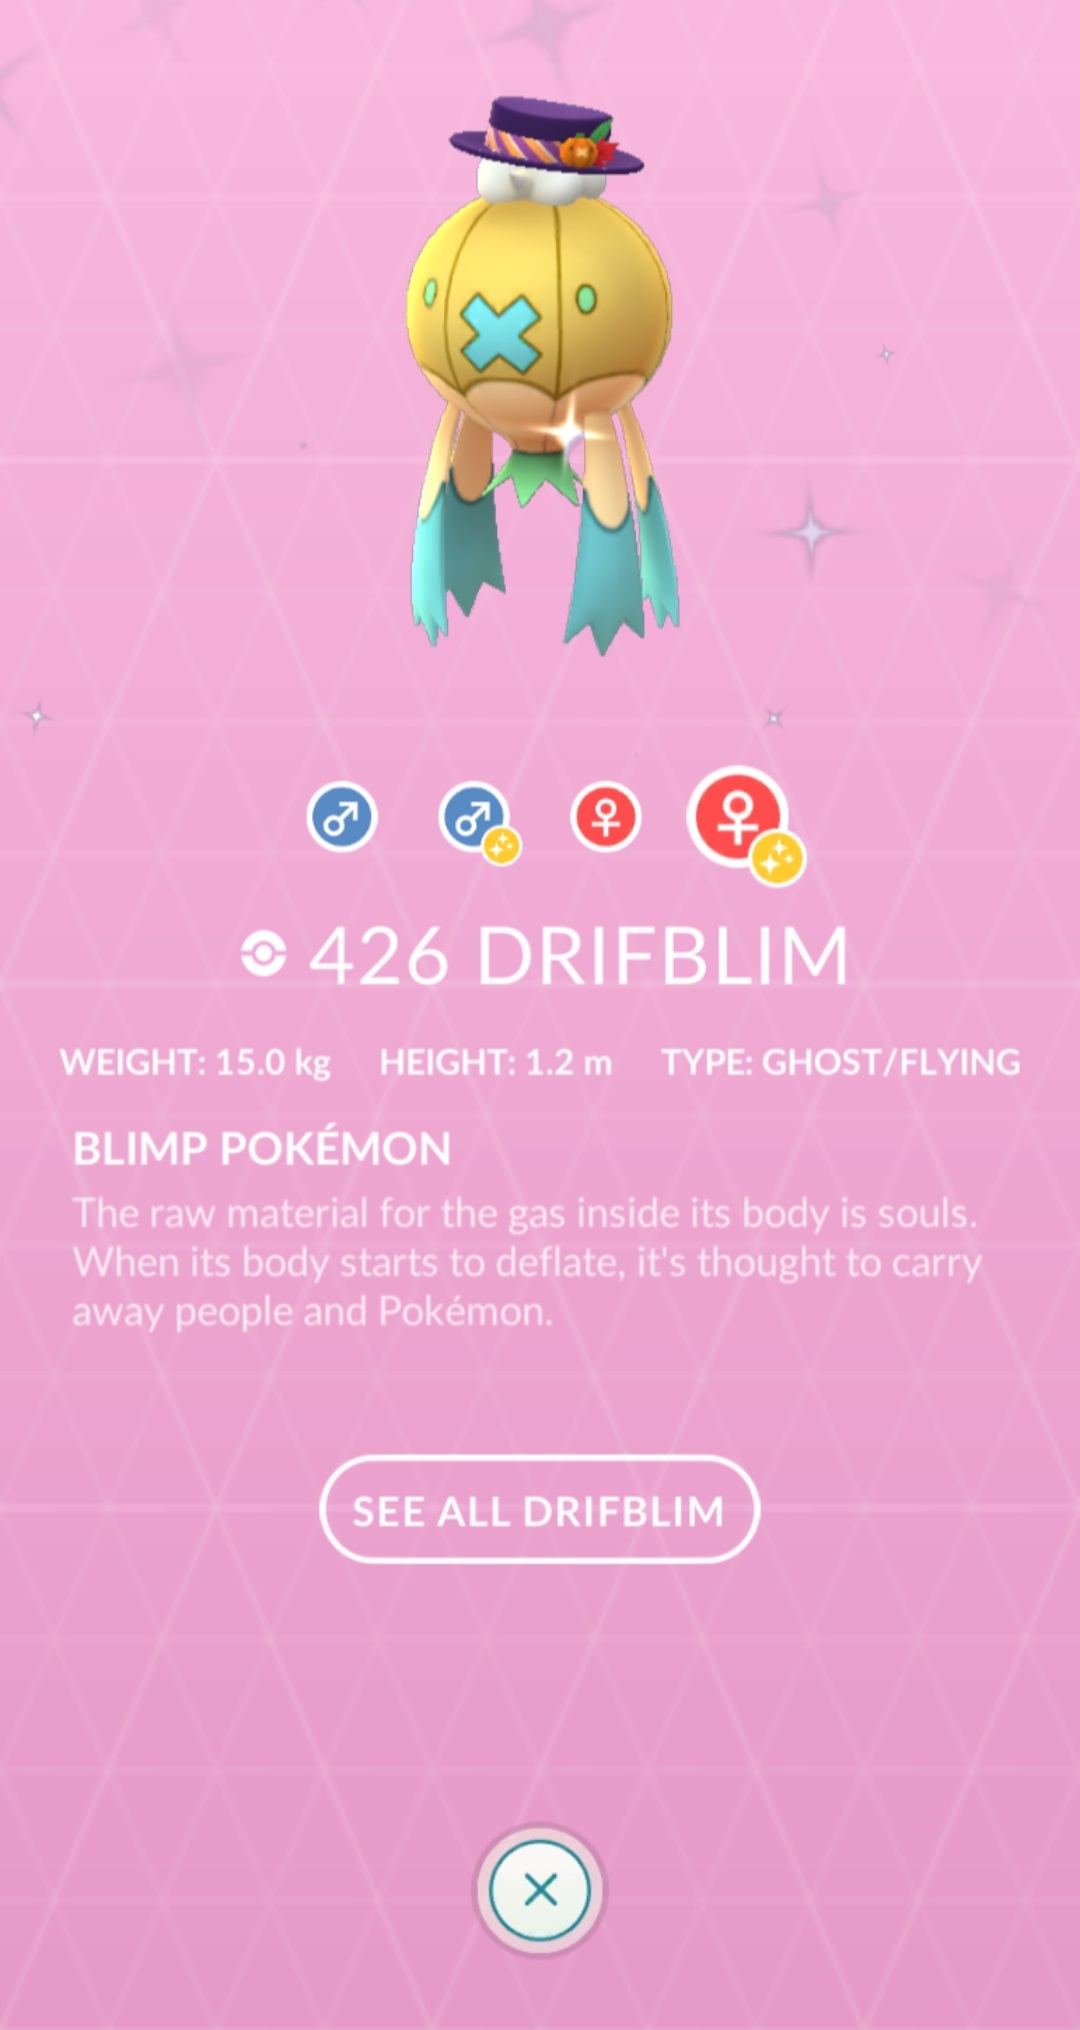 426 DRIFBLIM
WEIGHT: 15.0 kg HEIGHT: 1.2 m TYPE: GHOST/FLYING
BLIMP POKÉMON
The raw material for the gas inside its body is souls.
When its body starts to deflate, it's thought to carry
away people and Pokémon.
SEE ALL DRIFBLIM